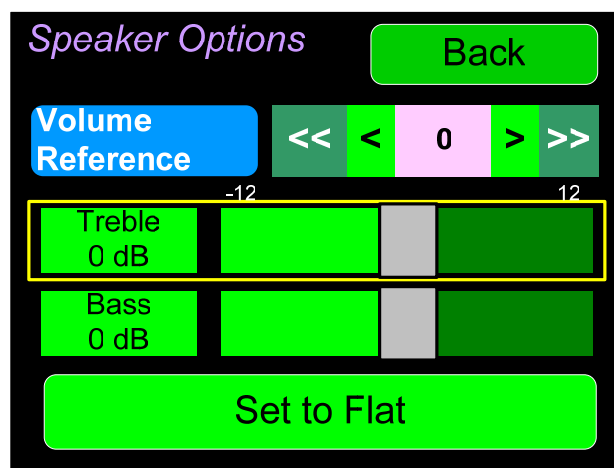 Speaker Options
Back
Volume
Reference
<< < 0 > >>
-12 12
Treble
0 dB
Bass
0 dB
Set to Flat